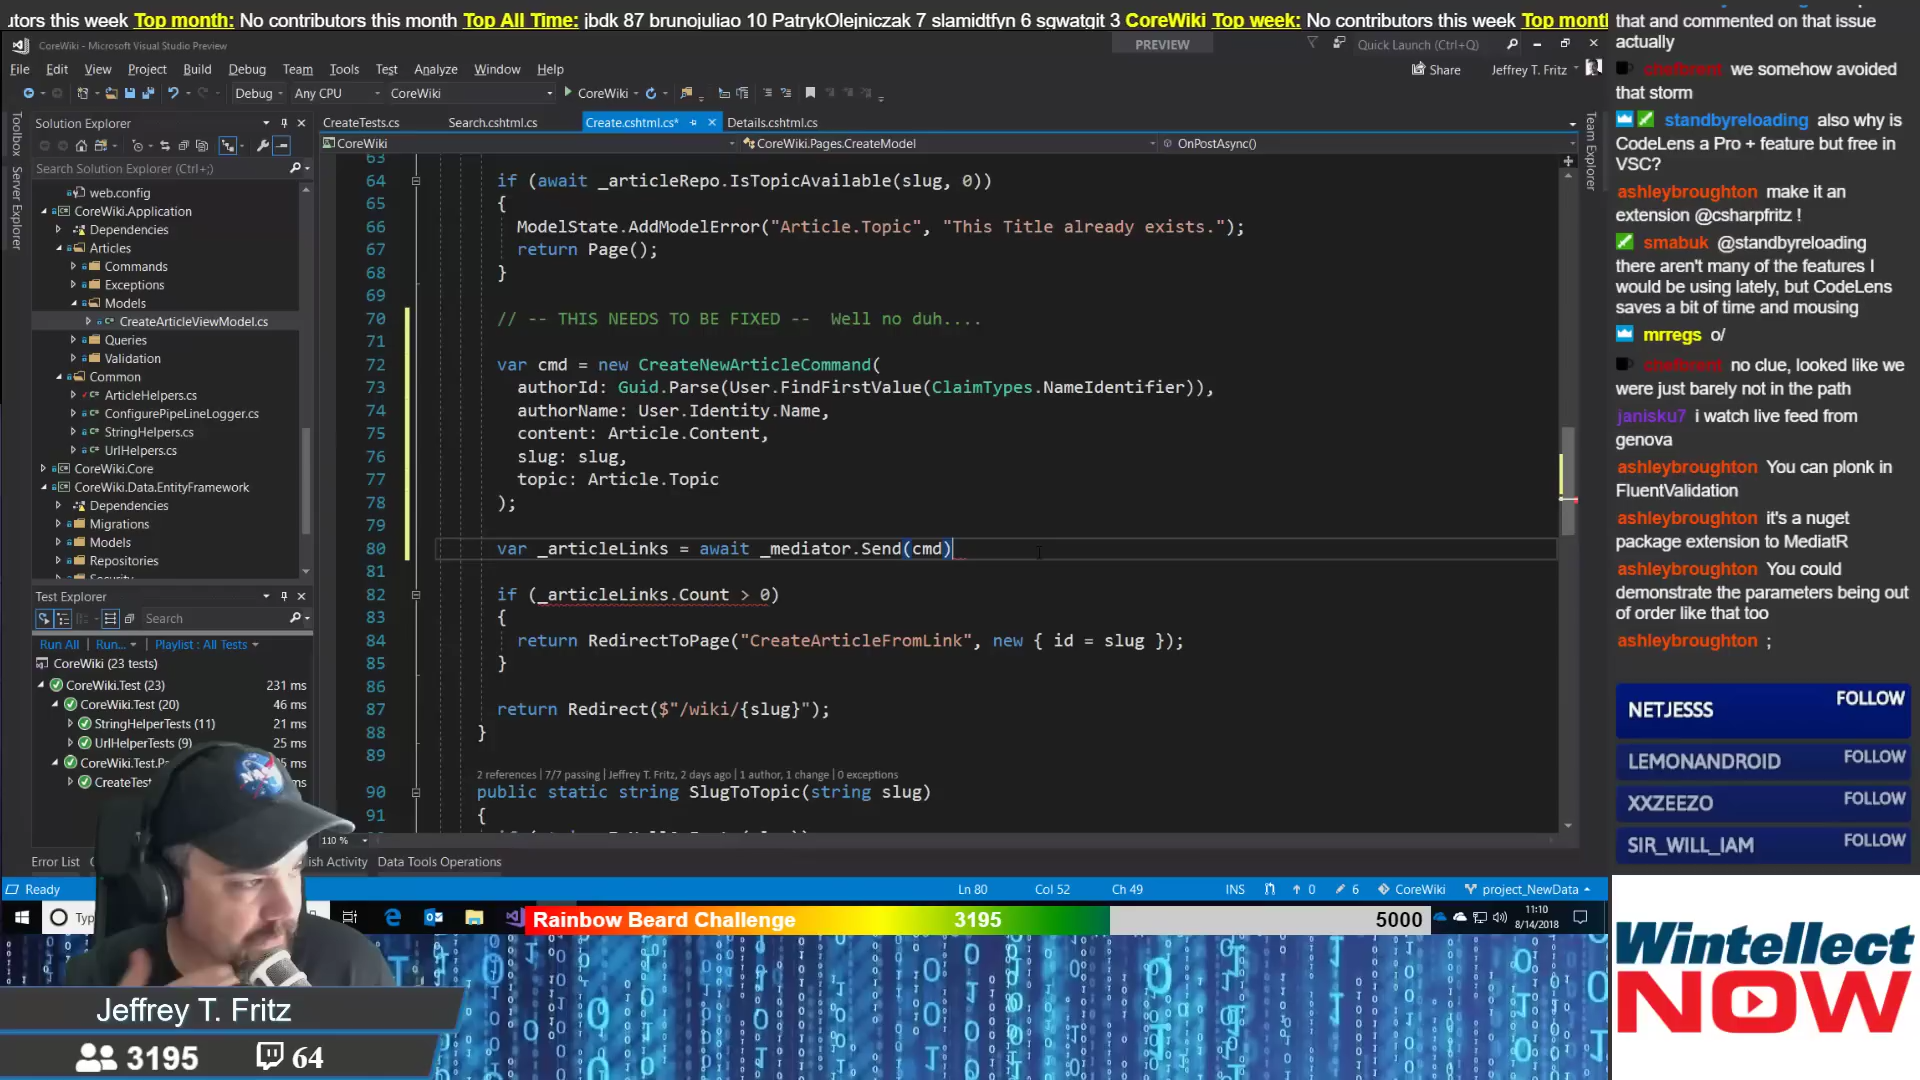 utors this week Top month: No contributors this month Top All Time: jbdk 87 brunojuliao 10 PatrykOlejniczak 7 slamidtfyn 6 sgwatgit 3 CoreWiki Top week: No contributors this week Top mont
CoreWiki - Microsoft Visual Studio Preview
PREVIEW
Quick Launch (Ctrl+Q)
File Edit View Project Build Debug Team Tools Test Analyze Window Help
Share
Jeffrey T. Fritz
Debug Any CPU CoreWiki CoreWiki
Toolbox
Server Explorer
Team Explorer
Solution Explorer
Search Solution Explorer (Ctrl+;)
web.config
CoreWiki.Application
Dependencies
Articles
Commands
Exceptions
Models
CreateArticleViewModel.cs
Queries
Validation
Common
ArticleHelpers.cs
ConfigurePipeLineLogger.cs
StringHelpers.cs
UrlHelpers.cs
CoreWiki.Core
CoreWiki.Data.EntityFramework
Dependencies
Migrations
Models
Repositories
Security
Test Explorer
Search
Run All Run... Playlist : All Tests
CoreWiki (23 tests)
CoreWiki.Test (23) 231 ms
CoreWiki.Test (20) 46 ms
StringHelperTests (11) 21 ms
UrlHelperTests (9) 25 ms
CoreWiki.Test.P
CreateTest ms
CreateTests.cs Search.cshtml.cs Create.cshtml.cs* Details.cshtml.cs
CoreWiki CoreWiki.Pages.CreateModel OnPostAsync()
63
64 if (await _articleRepo.IsTopicAvailable(slug, 0))
65 {
66 ModelState.AddModelError("Article.Topic", "This Title already exists.");
67 return Page();
68 }
69
70 // -- THIS NEEDS TO BE FIXED -- Well no duh....
71
72 var cmd = new CreateNewArticleCommand(
73 authorId: Guid.Parse(User.FindFirstValue(ClaimTypes.NameIdentifier)),
74 authorName: User.Identity.Name,
75 content: Article.Content,
76 slug: slug,
77 topic: Article.Topic
78 );
79
80 var _articleLinks = await _mediator.Send(cmd)
81
82 if (_articleLinks.Count > 0)
83 {
84 return RedirectToPage("CreateArticleFromLink", new { id = slug });
85 }
86
87 return Redirect($"/wiki/{slug}");
88 }
89
2 references | 7/7 passing | Jeffrey T. Fritz, 2 days ago | 1 author, 1 change | 0 exceptions
90 public static string SlugToTopic(string slug)
91 {
110 %
Error List
ish Activity Data Tools Operations
Ready
Ln 80 Col 52 Ch 49 INS 0 6 CoreWiki project_NewData
Typ
11:10
8/14/2018
Rainbow Beard Challenge 3195 5000
Jeffrey T. Fritz
3195 64
that and commented on that issue
actually
chefbrent we somehow avoided
that storm
standbyreloading also why is
CodeLens a Pro + feature but free in
VSC?
ashleybroughton make it an
extension @csharpfritz !
smabuk @standbyreloading
there aren't many of the features I
would be using lately, but CodeLens
saves a bit of time and mousing
mrregs o/
chefbrent no clue, looked like we
were just barely not in the path
janisku7 i watch live feed from
genova
ashleybroughton You can plonk in
FluentValidation
ashleybroughton it's a nuget
package extension to MediatR
ashleybroughton You could
demonstrate the parameters being out
of order like that too
ashleybroughton ;
NETJESSS FOLLOW
LEMONANDROID FOLLOW
XXZEEZO FOLLOW
SIR_WILL_IAM FOLLOW
Wintellect
NOW